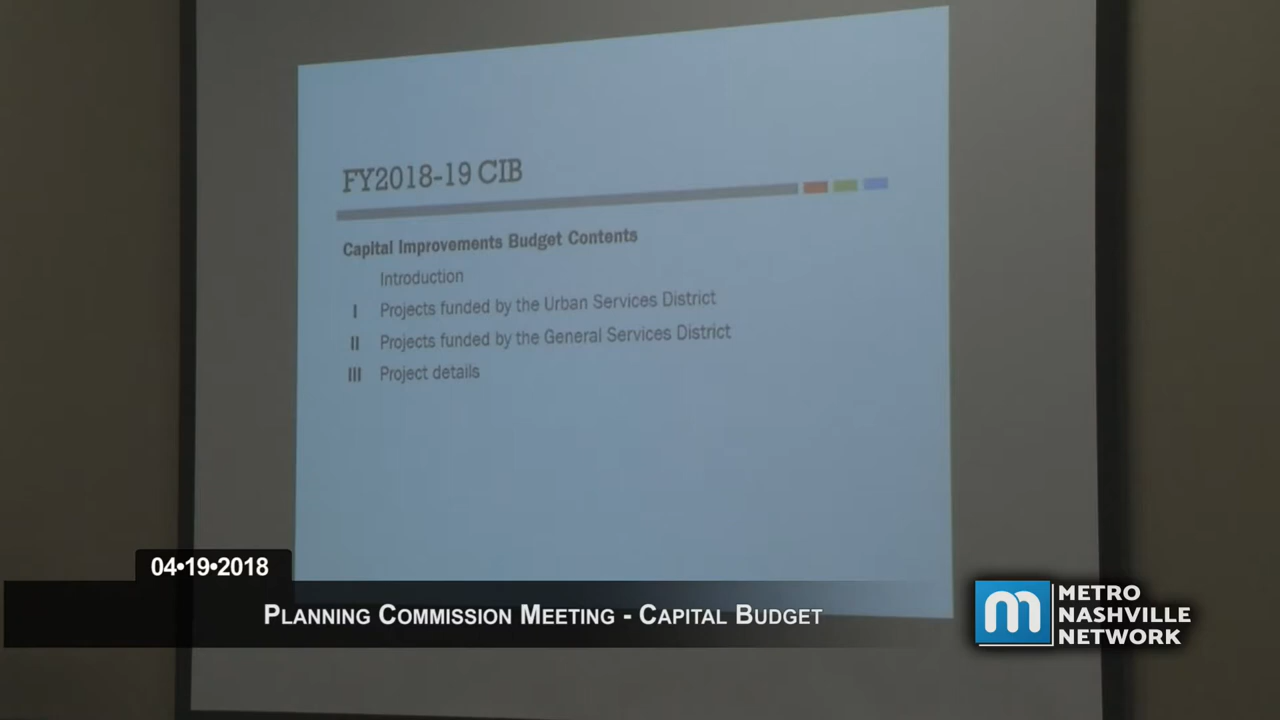 FY2018-19 CIB
Capital Improvements Budget Contents
Introduction
I Projects funded by the Urban Services District
II Projects funded by the General Services District
III Project details
04•19•2018
PLANNING COMMISSION MEETING - CAPITAL BUDGET
m
METRO
NASHVILLE
NETWORK